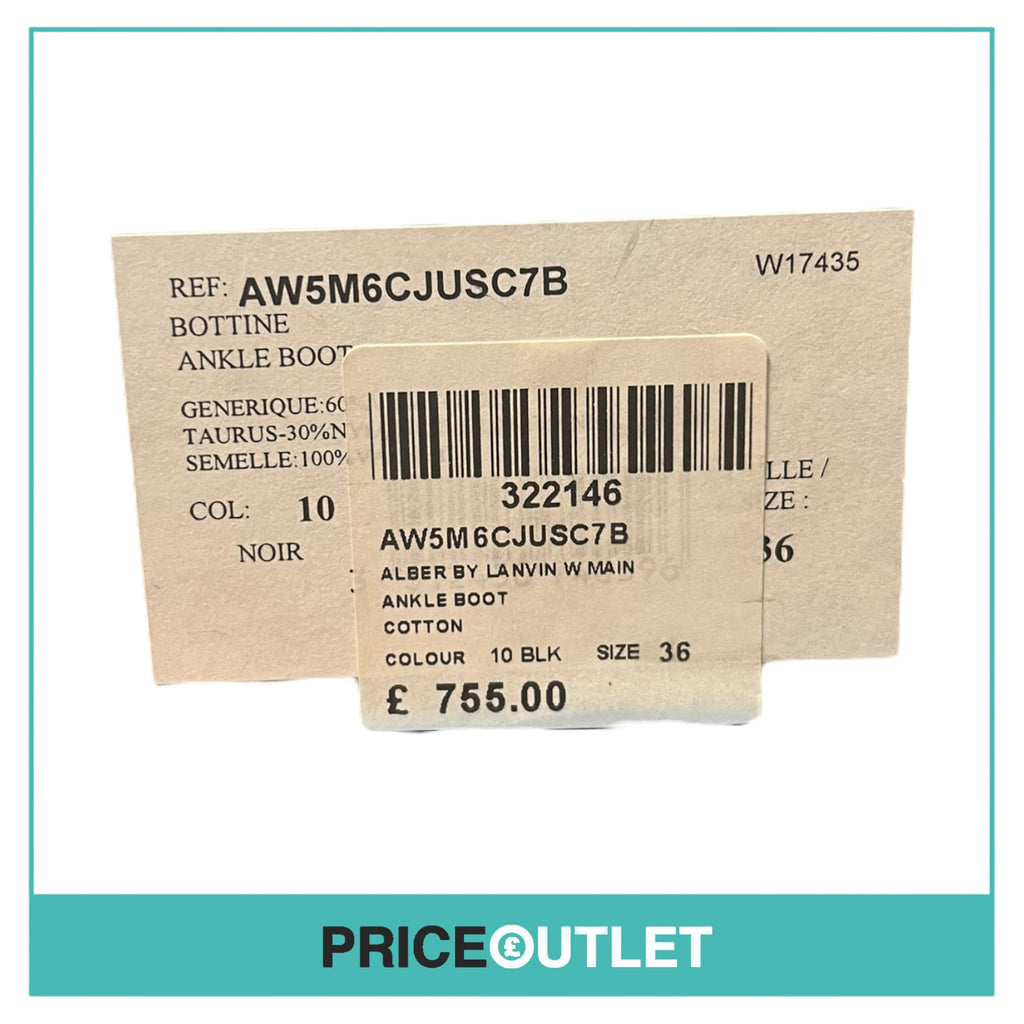 REF: AW5M6CJUSC7B
W17435
BOTTINE
ANKLE BOOT
GENERIQUE:60
TAURUS-30%N
SEMELLE:100%
COL: 10
NOIR
LLE /
ZE :
36
322146
AW5M6CJUSC7B
ALBER BY LANVIN W MAIN
ANKLE BOOT
COTTON
COLOUR 10 BLK SIZE 36
£ 755.00
PRICE£OUTLET